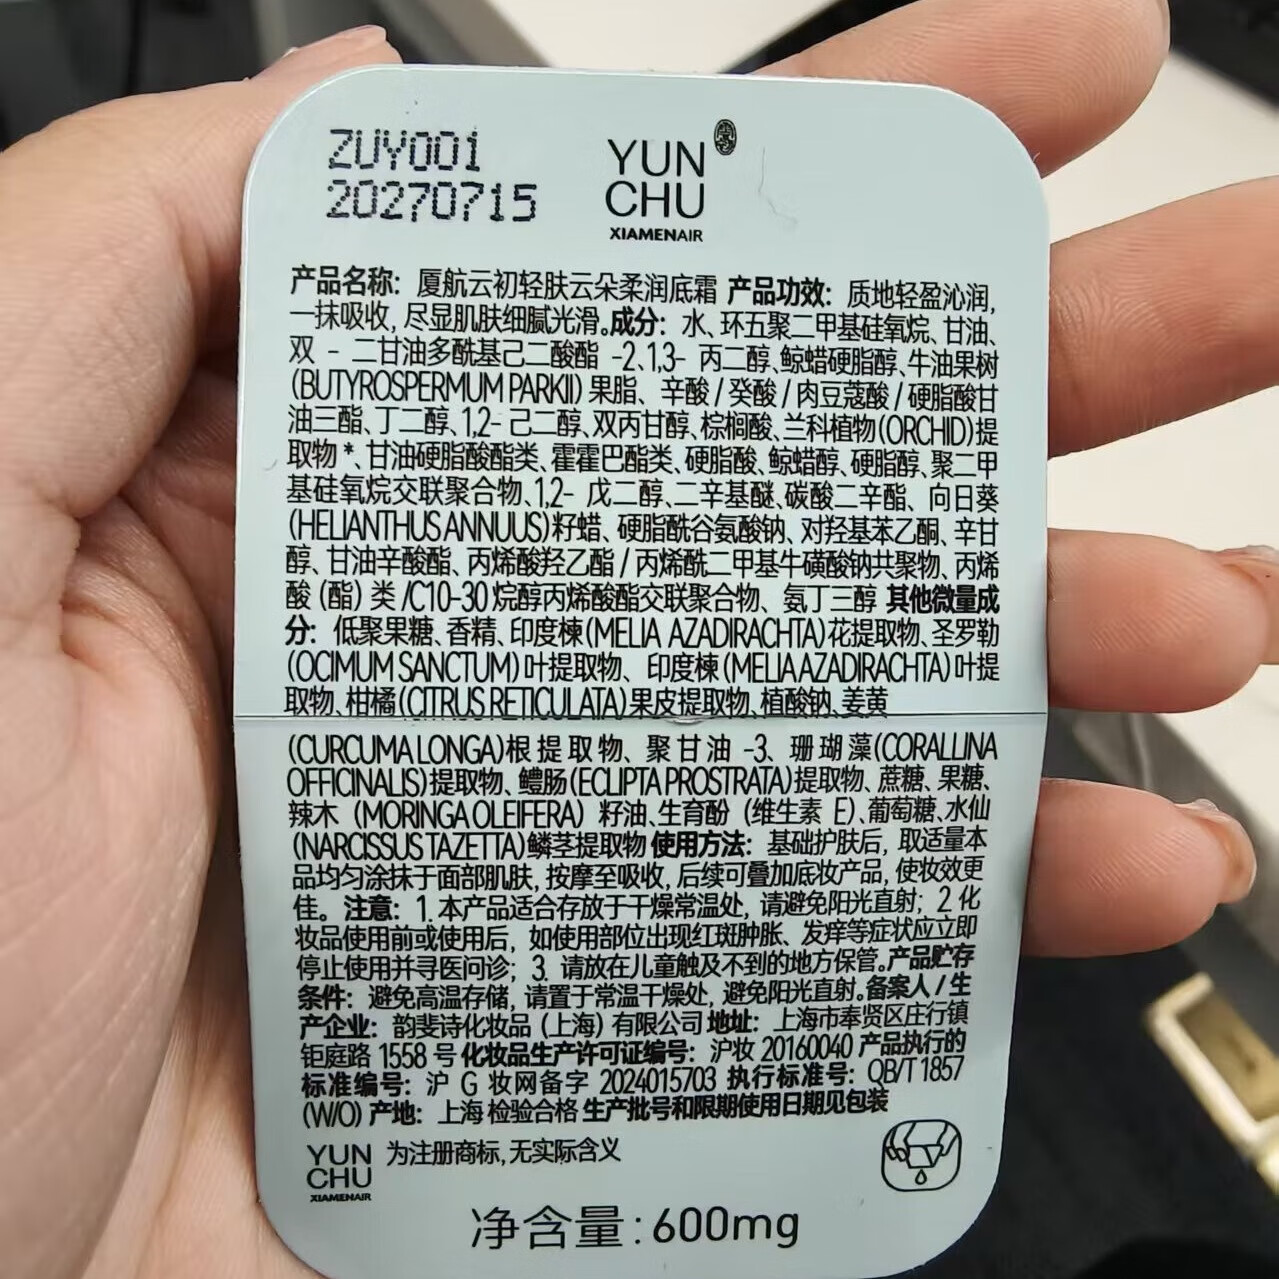 ZUY001
20270715
YUN
CHU
XIAMENAIR
产品名称：厦航云初轻肤云朵柔润底霜 产品功效：质地轻盈沁润，
一抹吸收，尽显肌肤细腻光滑。成分：水、环五聚二甲基硅氧烷、甘油、
双 - 二甘油多酰基己二酸酯 -2、1,3- 丙二醇、鲸蜡硬脂醇、牛油果树
(BUTYROSPERMUM PARKII) 果脂、辛酸 / 癸酸 / 肉豆蔻酸 / 硬脂酸甘
油三酯、丁二醇、1,2- 己二醇、双丙甘醇、棕榈酸、兰科植物(ORCHID)提
取物 *、甘油硬脂酸酯类、霍霍巴酯类、硬脂酸、鲸蜡醇、硬脂醇、聚二甲
基硅氧烷交联聚合物、1,2- 戊二醇、二辛基醚、碳酸二辛酯、向日葵
(HELIANTHUS ANNUUS)籽蜡、硬脂酰谷氨酸钠、对羟基苯乙酮、辛甘
醇、甘油辛酸酯、丙烯酸羟乙酯 / 丙烯酰二甲基牛磺酸钠共聚物、丙烯
酸（酯）类 /C10-30 烷醇丙烯酸酯交联聚合物、氨丁三醇 其他微量成
分：低聚果糖、香精、印度楝(MELIA AZADIRACHTA)花提取物、圣罗勒
(OCIMUM SANCTUM) 叶提取物、印度楝(MELIA AZADIRACHTA)叶提
取物、柑橘(CITRUS RETICULATA)果皮提取物、植酸钠、姜黄
(CURCUMA LONGA)根提取物、聚甘油 -3、珊瑚藻(CORALLINA
OFFICINALIS)提取物、鳢肠(ECLIPTA PROSTRATA)提取物、蔗糖、果糖、
辣木 (MORINGA OLEIFERA) 籽油、生育酚（维生素 E）、葡萄糖、水仙
(NARCISSUS TAZETTA)鳞茎提取物 使用方法：基础护肤后，取适量本
品均匀涂抹于面部肌肤，按摩至吸收，后续可叠加底妆产品，使妆效更
佳。注意：1. 本产品适合存放于干燥常温处，请避免阳光直射；2 化
妆品使用前或使用后，如使用部位出现红斑肿胀、发痒等症状应立即
停止使用并寻医问诊；3. 请放在儿童触及不到的地方保管。产品贮存
条件：避免高温存储，请置于常温干燥处，避免阳光直射。备案人 / 生
产企业：韵斐诗化妆品（上海）有限公司 地址：上海市奉贤区庄行镇
钜庭路 1558 号 化妆品生产许可证编号：沪妆 20160040 产品执行的
标准编号：沪 G 妆网备字 2024015703 执行标准号：QB/T 1857
(W/O) 产地：上海 检验合格 生产批号和限期使用日期见包装
YUN
CHU
XIAMENAIR
为注册商标，无实际含义
净含量：600mg